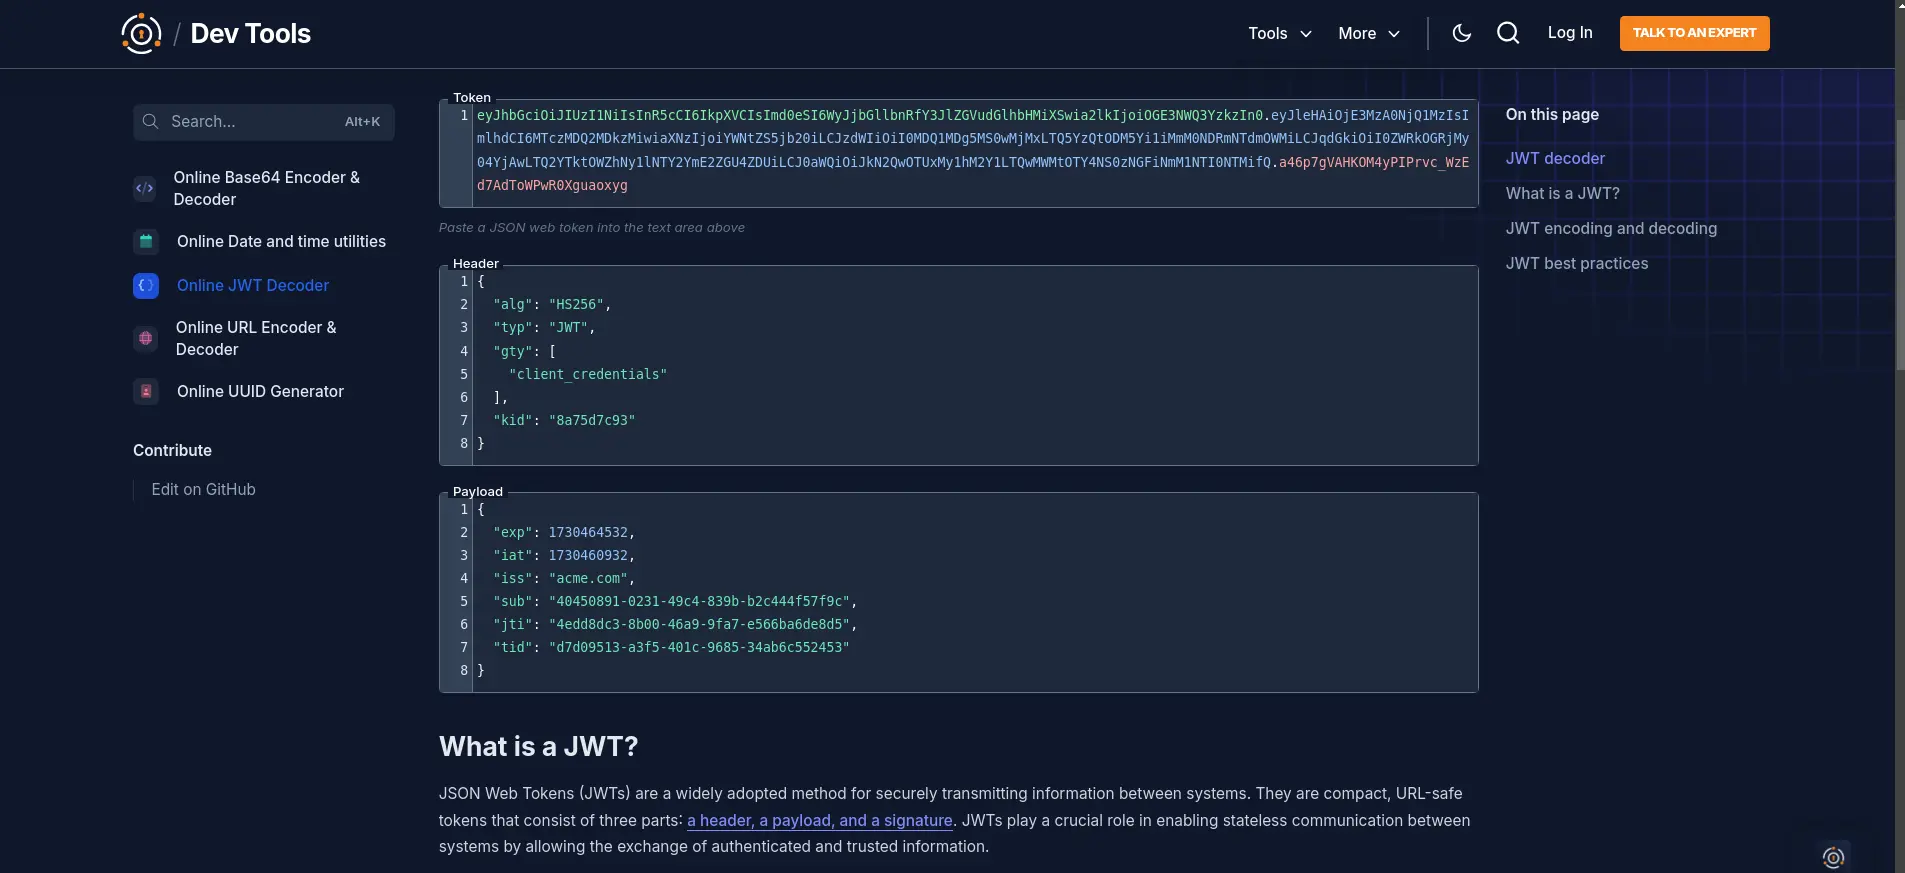 / Dev Tools
Tools
More
Log In
TALK TO AN EXPERT
Search...
Alt+K
Online Base64 Encoder &
Decoder
Online Date and time utilities
Online JWT Decoder
Online URL Encoder &
Decoder
Online UUID Generator
Contribute
Edit on GitHub
Token
1 eyJhbGciOiJIUzI1NiIsInR5cCI6IkpXVCIsImd0eSI6WyJjbGllbnRfY3JlZGVudGlhbHMiXSwia2lkIjoiOGE3NWQ3YzkzIn0.eyJleHAiOjE3MzA0NjQ1MzIsI
mlhdCI6MTczMDQ2MDkzMiwiaXNzIjoiYWNtZS5jb20iLCJzdWIiOiI0MDQ1MDg5MS0wMjMxLTQ5YzQtODM5Yi1iMmM0NDRmNTdmOWMiLCJqdGkiOiI0ZWRkOGRjMy
04YjAwLTQ2YTktOWZhNy1lNTY2YmE2ZGU4ZDUiLCJ0aWQiOiJkN2QwOTUxMy1hM2Y1LTQwMWMtOTY4NS0zNGFiNmM1NTI0NTMifQ.a46p7gVAHKOM4yPIPrvc_WzE
d7AdToWPwR0Xguaoxyg
Paste a JSON web token into the text area above
Header
1 {
2 "alg": "HS256",
3 "typ": "JWT",
4 "gty": [
5 "client_credentials"
6 ],
7 "kid": "8a75d7c93"
8 }
Payload
1 {
2 "exp": 1730464532,
3 "iat": 1730460932,
4 "iss": "acme.com",
5 "sub": "40450891-0231-49c4-839b-b2c444f57f9c",
6 "jti": "4edd8dc3-8b00-46a9-9fa7-e566ba6de8d5",
7 "tid": "d7d09513-a3f5-401c-9685-34ab6c552453"
8 }
What is a JWT?
JSON Web Tokens (JWTs) are a widely adopted method for securely transmitting information between systems. They are compact, URL-safe
tokens that consist of three parts: a header, a payload, and a signature. JWTs play a crucial role in enabling stateless communication between
systems by allowing the exchange of authenticated and trusted information.
On this page
JWT decoder
What is a JWT?
JWT encoding and decoding
JWT best practices